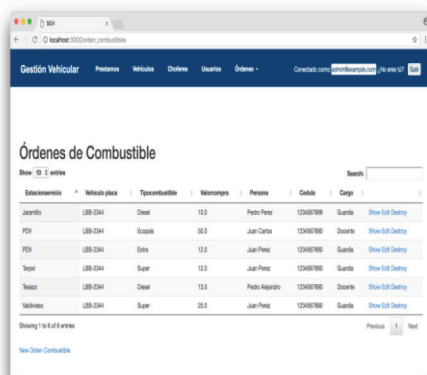 SGV
localhost:3000/orden_combustibles
Gestión Vehícular Prestamos Vehículos Choferes Usuarios Órdenes Conectado como admin@example.com ¿No eres tú? Salir
Órdenes de Combustible
Show 10 entries Search:
Estacionservicio Vehículo placa Tipocombustible Valorcompra Persona Cedula Cargo
Jaramillo LBB-2344 Diesel 10.0 Pedro Perez 1234567899 Guardia Show Edit Destroy
PDV LBB-2344 Ecopaís 50.0 Juan Carlos 1234567890 Docente Show Edit Destroy
PDV LBB-2344 Extra 12.0 Juan Perez 1234567890 Guardia Show Edit Destroy
Terpel LBB-2344 Super 12.0 Juan Perez 1234567890 Guardia Show Edit Destroy
Texaco LBB-2344 Diesel 13.0 Pedro Alejandro 1234567890 Docente Show Edit Destroy
Valdivieso LBB-2344 Super 25.0 Juan Perez 1234567890 Guardia Show Edit Destroy
Showing 1 to 6 of 6 entries Previous 1 Next
New Orden Combustible